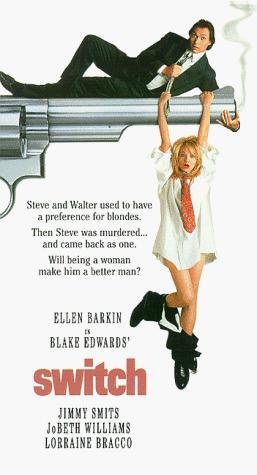 Steve and Walter used to have
a preference for blondes.
Then Steve was murdered...
and came back as one.
Will being a woman
make him a better man?
ELLEN BARKIN
IN
BLAKE EDWARDS'
switch
JIMMY SMITS
JoBETH WILLIAMS
LORRAINE BRACCO